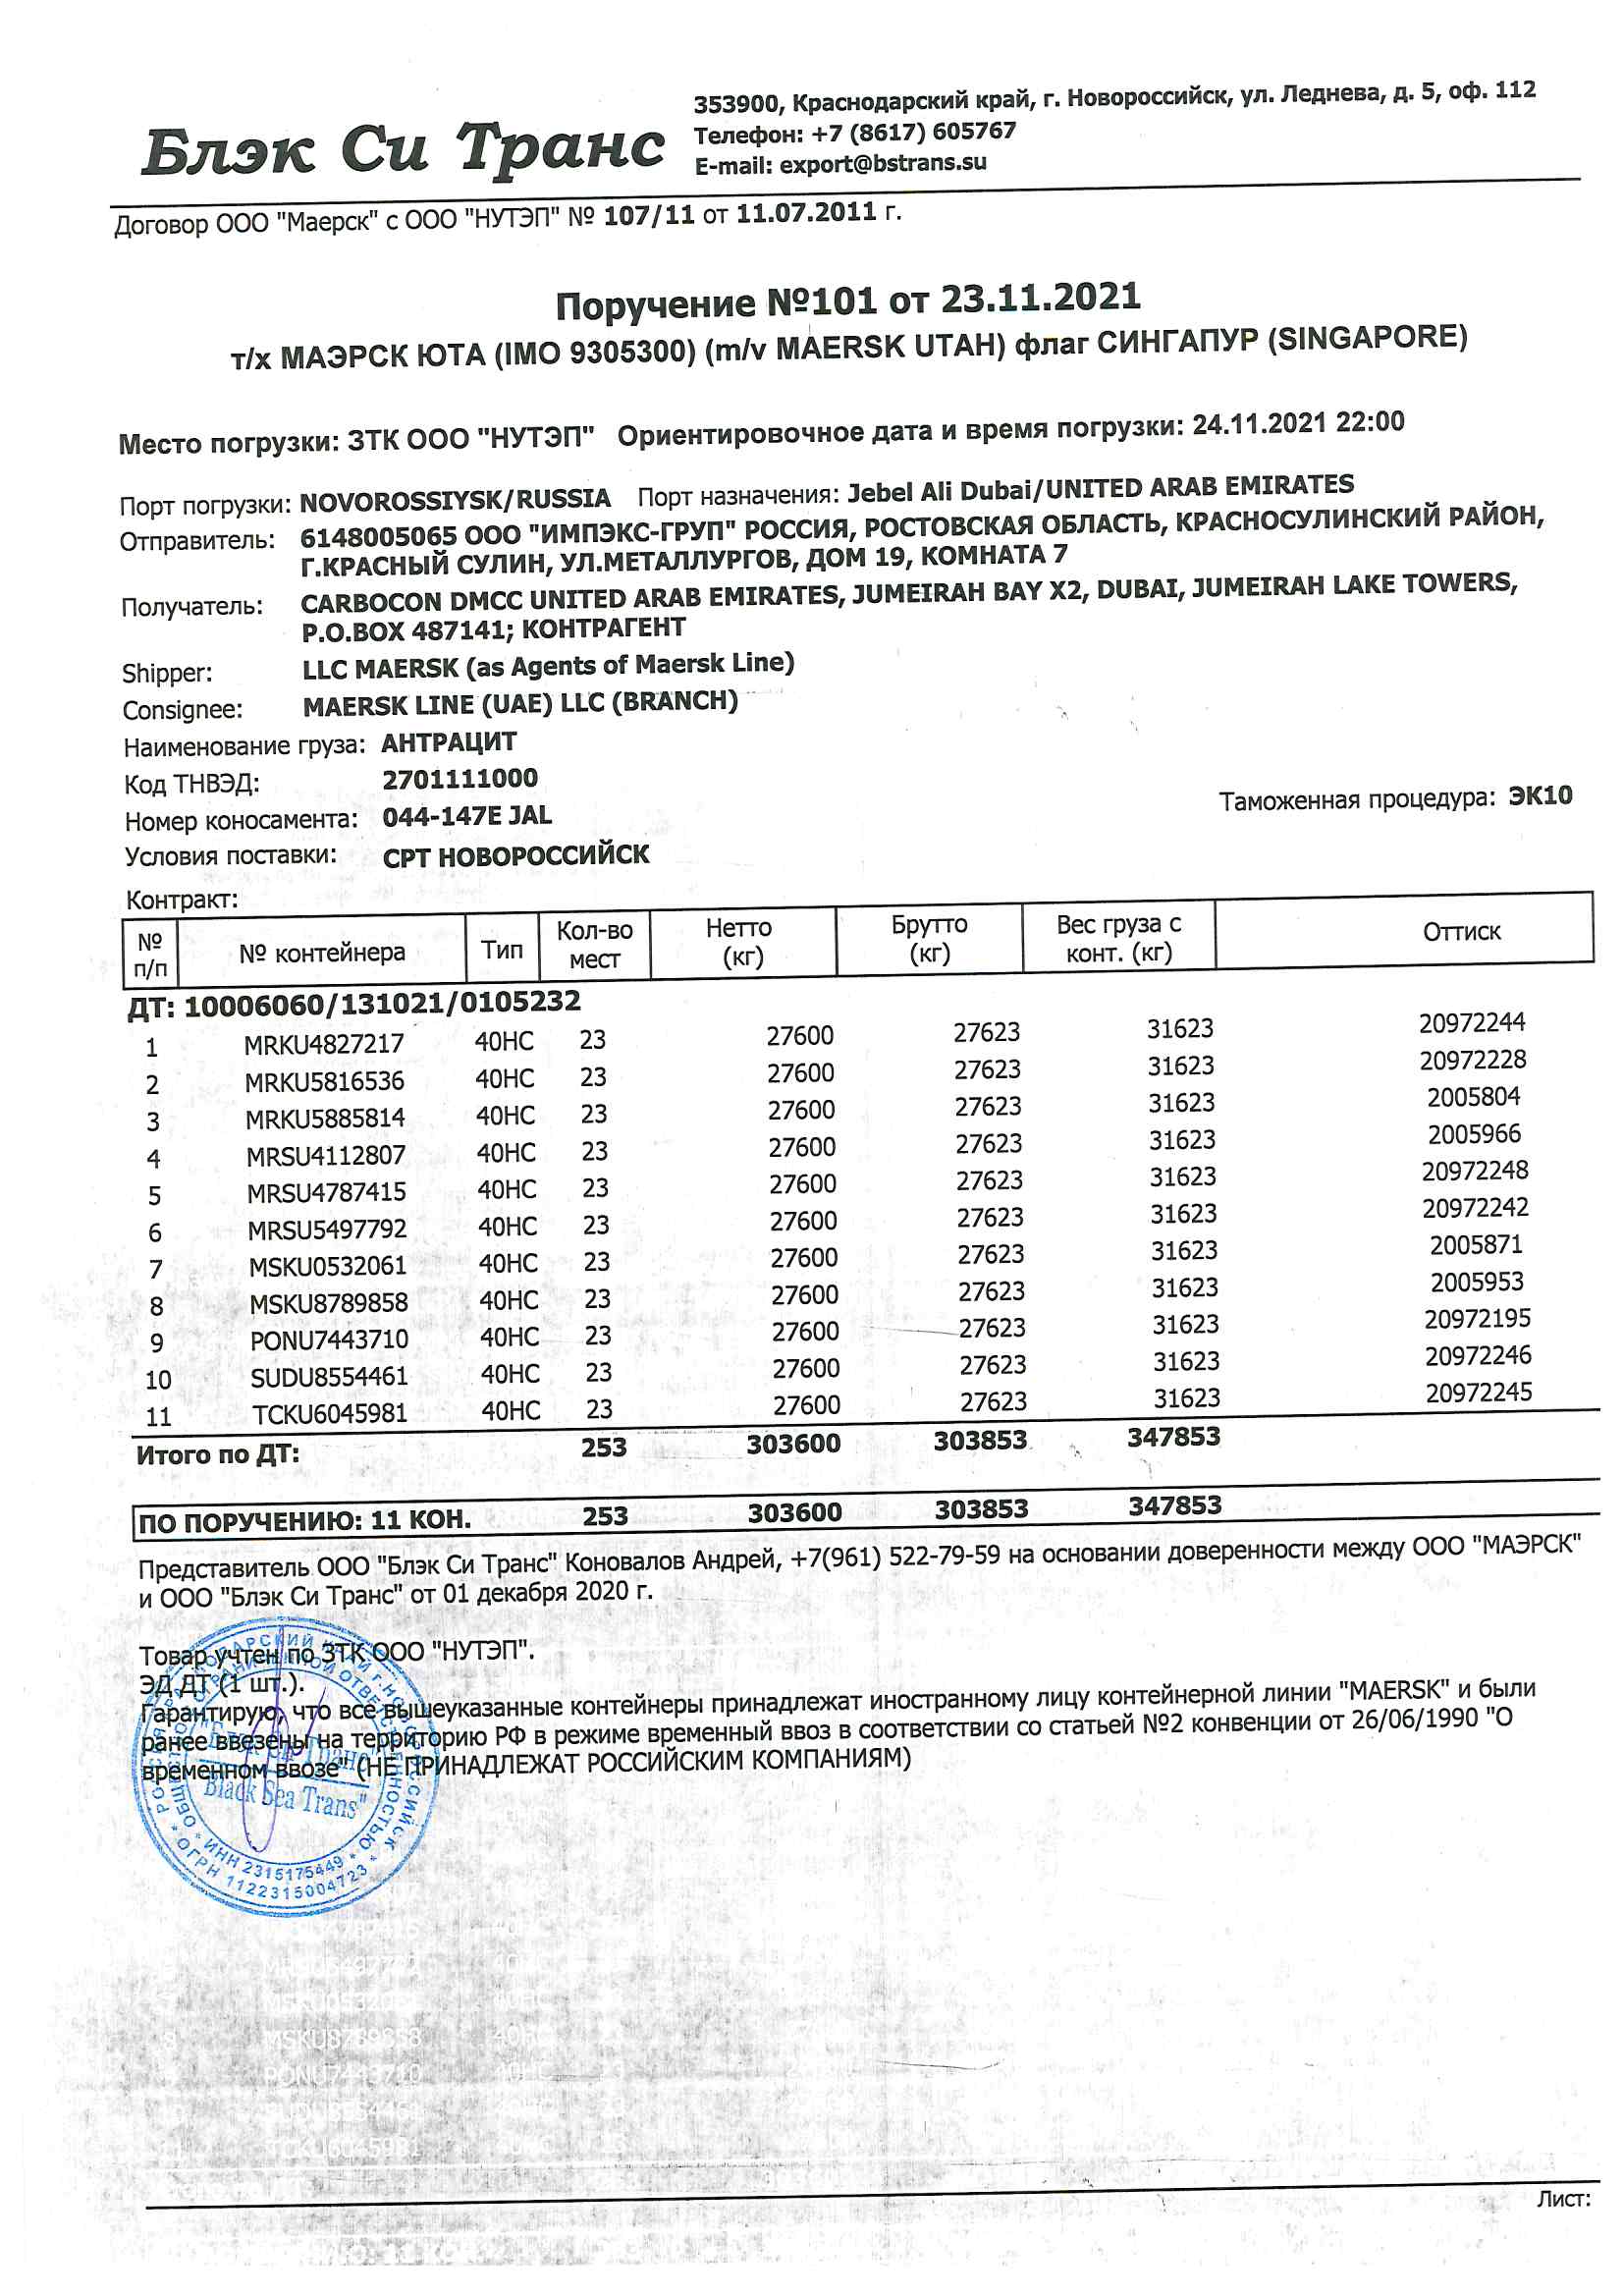 Блэк Си Транс
353900, Краснодарский край, г. Новороссийск, ул. Леднева, д. 5, оф. 112
Телефон: +7 (8617) 605767
E-mail: export@bstrans.su
Договор ООО "Маерск" с ООО "НУТЭП" № 107/11 от 11.07.2011 г.
Поручение №101 от 23.11.2021
т/х МАЭРСК ЮТА (IMO 9305300) (m/v MAERSK UTAH) флаг СИНГАПУР (SINGAPORE)
Место погрузки: ЗТК ООО "НУТЭП" Ориентировочное дата и время погрузки: 24.11.2021 22:00
Порт погрузки: NOVOROSSIYSK/RUSSIA Порт назначения: Jebel Ali Dubai/UNITED ARAB EMIRATES
Отправитель: 6148005065 ООО "ИМПЭКС-ГРУП" РОССИЯ, РОСТОВСКАЯ ОБЛАСТЬ, КРАСНОСУЛИНСКИЙ РАЙОН,
Г.КРАСНЫЙ СУЛИН, УЛ.МЕТАЛЛУРГОВ, ДОМ 19, КОМНАТА 7
Получатель: CARBOCON DMCC UNITED ARAB EMIRATES, JUMEIRAH BAY X2, DUBAI, JUMEIRAH LAKE TOWERS,
P.O.BOX 487141; КОНТРАГЕНТ
Shipper: LLC MAERSK (as Agents of Maersk Line)
Consignee: MAERSK LINE (UAE) LLC (BRANCH)
Наименование груза: АНТРАЦИТ
Код ТНВЭД: 2701111000
Номер коносамента: 044-147E JAL Таможенная процедура: ЭК10
Условия поставки: СРТ НОВОРОССИЙСК
Контракт:
№ п/п № контейнера Тип Кол-во мест Нетто (кг) Брутто (кг) Вес груза с конт. (кг) Оттиск
ДТ: 10006060/131021/0105232
1 MRKU4827217 40HC 23 27600 27623 31623 20972244
2 MRKU5816536 40HC 23 27600 27623 31623 20972228
3 MRKU5885814 40HC 23 27600 27623 31623 2005804
4 MRSU4112807 40HC 23 27600 27623 31623 2005966
5 MRSU4787415 40HC 23 27600 27623 31623 20972248
6 MRSU5497792 40HC 23 27600 27623 31623 20972242
7 MSKU0532061 40HC 23 27600 27623 31623 2005871
8 MSKU8789858 40HC 23 27600 27623 31623 2005953
9 PONU7443710 40HC 23 27600 27623 31623 20972195
10 SUDU8554461 40HC 23 27600 27623 31623 20972246
11 TCKU6045981 40HC 23 27600 27623 31623 20972245
Итого по ДТ: 253 303600 303853 347853
ПО ПОРУЧЕНИЮ: 11 КОН. 253 303600 303853 347853
Представитель ООО "Блэк Си Транс" Коновалов Андрей, +7(961) 522-79-59 на основании доверенности между ООО "МАЭРСК"
и ООО "Блэк Си Транс" от 01 декабря 2020 г.
Товар учтен по ЗТК ООО "НУТЭП".
ЭД ДТ (1 шт.).
Гарантирую, что все вышеуказанные контейнеры принадлежат иностранному лицу контейнерной линии "MAERSK" и были
ранее ввезены на территорию РФ в режиме временный ввоз в соответствии со статьей №2 конвенции от 26/06/1990 "О
временном ввозе" (НЕ ПРИНАДЛЕЖАТ РОССИЙСКИМ КОМПАНИЯМ)
"Блэк Си Транс"
Black Sea Trans"
ИНН 2315175449
ОГРН 1122315004723
MSKU8789858
PONU7443710
TCKU6045981
Лист: